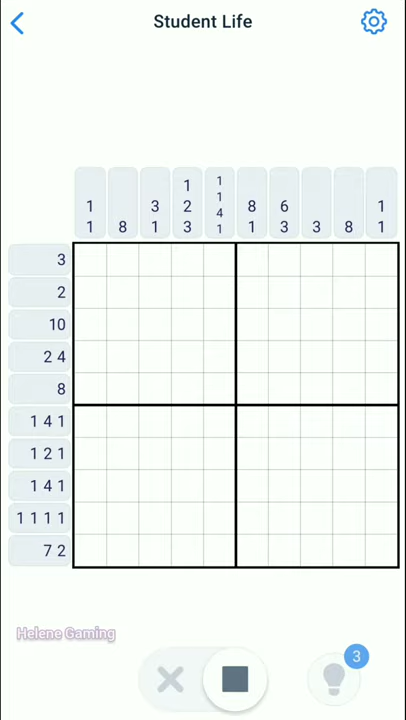 Student Life
1
1 1
1 2 1 8 6 1
1 3 4
1 8 1 3 1 1 3 3 8 1
3
2
10
2 4
8
1 4 1
1 2 1
1 4 1
1 1 1 1
7 2
Helene Gaming
3